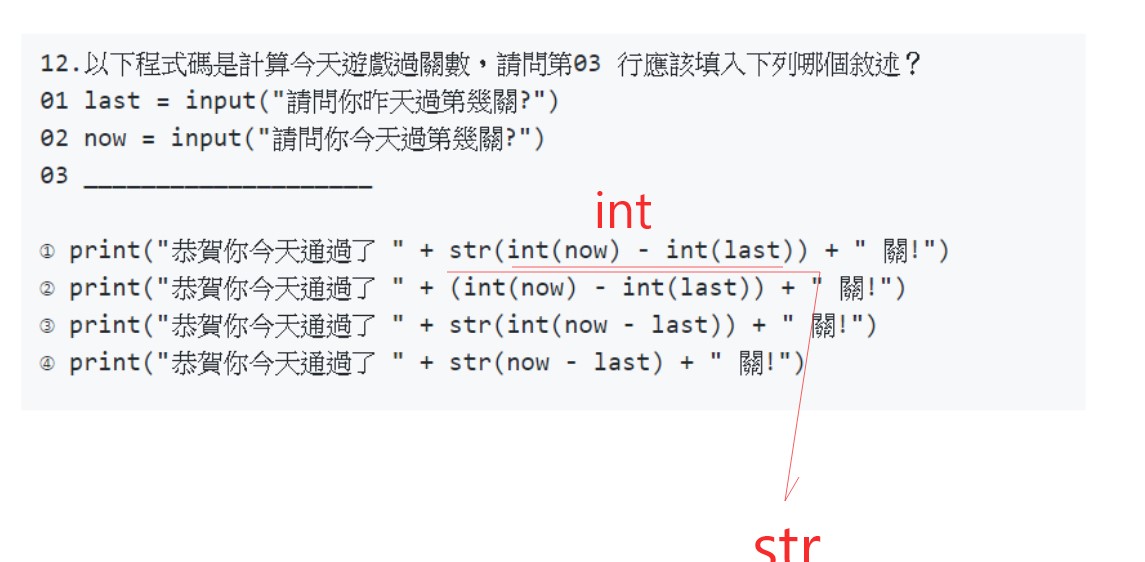 12.以下程式碼是計算今天遊戲過關數，請問第03 行應該填入下列哪個敘述？
01 last = input("請問你昨天過第幾關?")
02 now = input("請問你今天過第幾關?")
03 ____________________
int
① print("恭賀你今天通過了 " + str(int(now) - int(last)) + " 關!")
② print("恭賀你今天通過了 " + (int(now) - int(last)) + " 關!")
③ print("恭賀你今天通過了 " + str(int(now - last)) + " 關!")
④ print("恭賀你今天通過了 " + str(now - last) + " 關!")
str